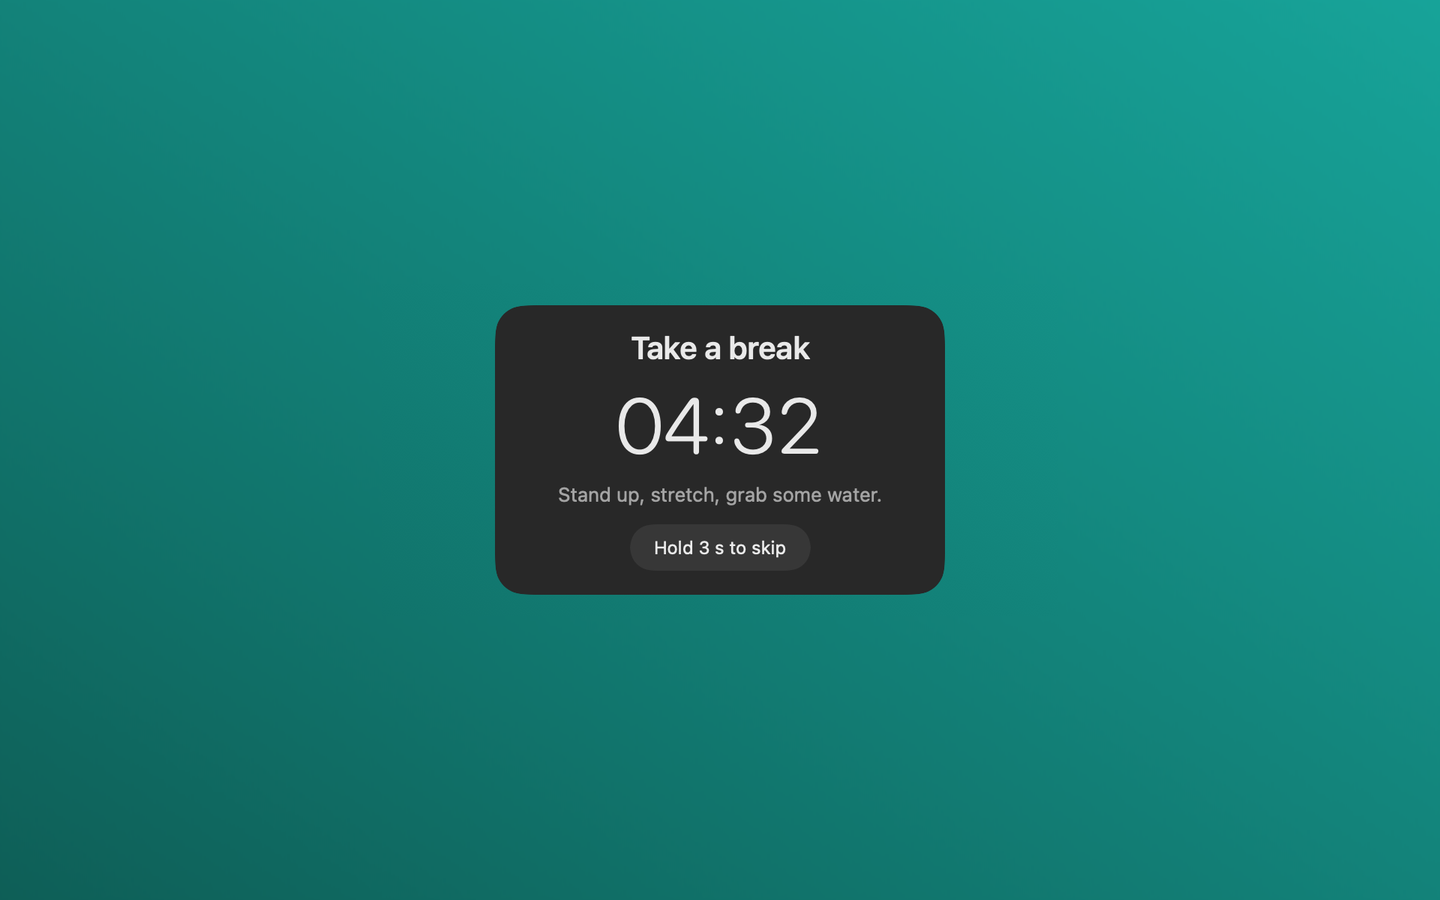 Take a break
04:32
Stand up, stretch, grab some water.
Hold 3 s to skip